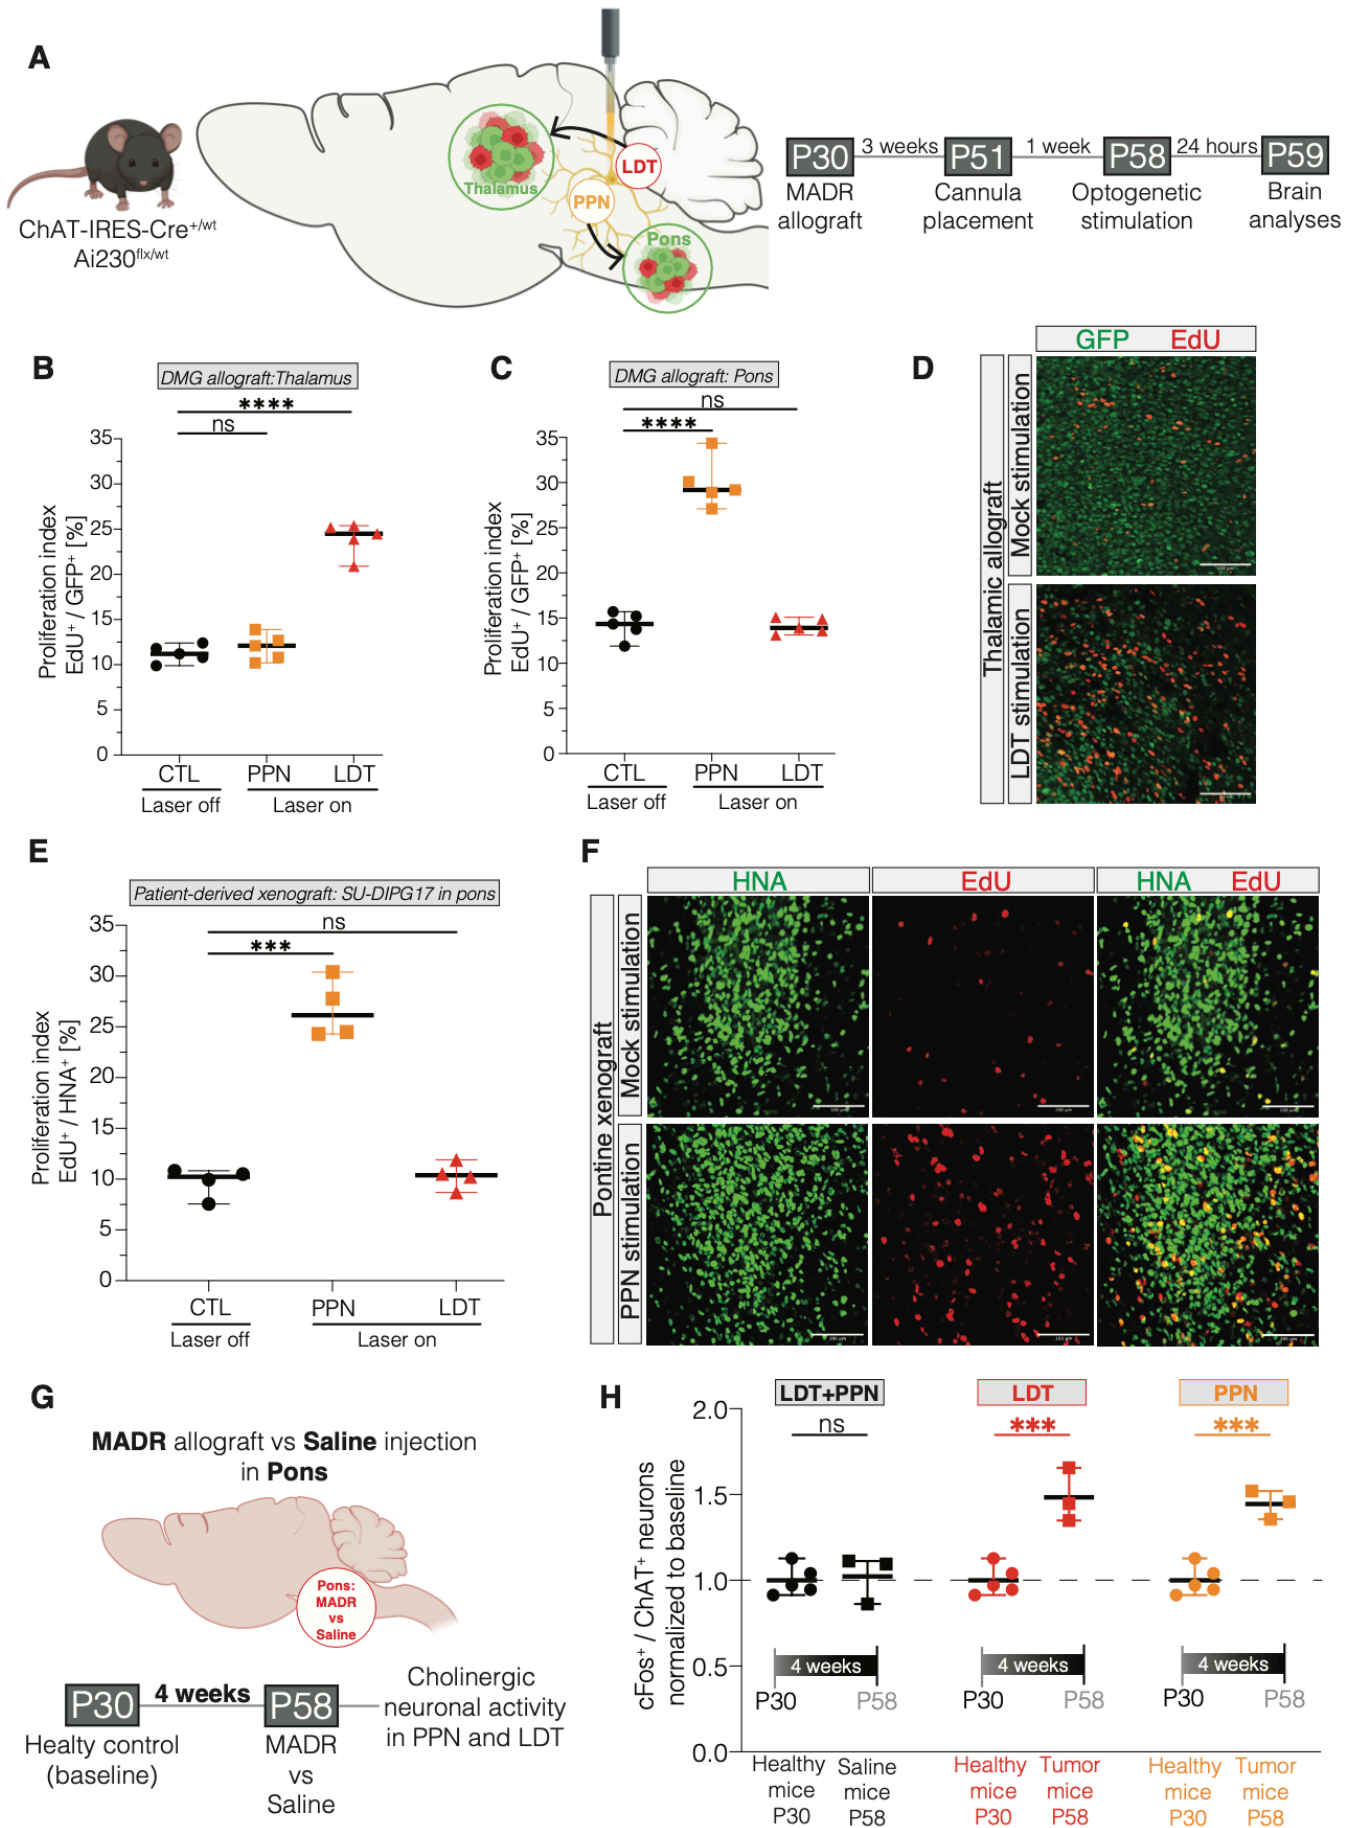 A
ChAT-IRES-Cre+/wt
Ai230flx/wt
Thalamus
LDT
PPN
Pons
P30 3 weeks P51 1 week P58 24 hours P59
MADR allograft
Cannula placement
Optogenetic stimulation
Brain analyses
B
DMG allograft:Thalamus
****
ns
Proliferation index
EdU+ / GFP+ [%]
35
30
25
20
15
10
5
0
CTL PPN LDT
Laser off Laser on
C
DMG allograft: Pons
ns
****
Proliferation index
EdU+ / GFP+ [%]
35
30
25
20
15
10
5
0
CTL PPN LDT
Laser off Laser on
D
GFP EdU
Thalamic allograft
Mock stimulation
LDT stimulation
E
Patient-derived xenograft: SU-DIPG17 in pons
ns
***
Proliferation index
EdU+ / HNA+ [%]
35
30
25
20
15
10
5
0
CTL PPN LDT
Laser off Laser on
F
HNA EdU HNA EdU
Pontine xenograft
Mock stimulation
PPN stimulation
G
MADR allograft vs Saline injection
in Pons
Pons:
MADR
vs
Saline
P30 4 weeks P58
Cholinergic
neuronal activity
in PPN and LDT
Healty control
(baseline)
MADR
vs
Saline
H
LDT+PPN LDT PPN
ns *** ***
cFos+ / ChAT+ neurons
normalized to baseline
2.0
1.5
1.0
0.5
0.0
4 weeks 4 weeks 4 weeks
P30 P58 P30 P58 P30 P58
Healthy Saline Healthy Tumor Healthy Tumor
mice mice mice mice mice mice
P30 P58 P30 P58 P30 P58